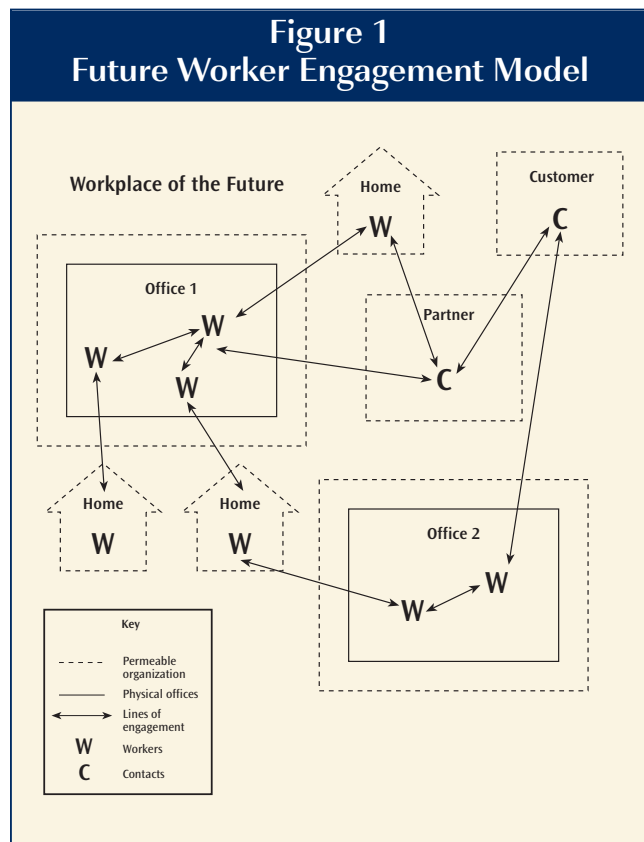 Figure 1
Future Worker Engagement Model
Workplace of the Future
Home
W
Customer
C
Office 1
W
W
W
Partner
C
Home
W
Home
W
Office 2
W
W
Key
Permeable
organization
Physical offices
Lines of
engagement
W Workers
C Contacts